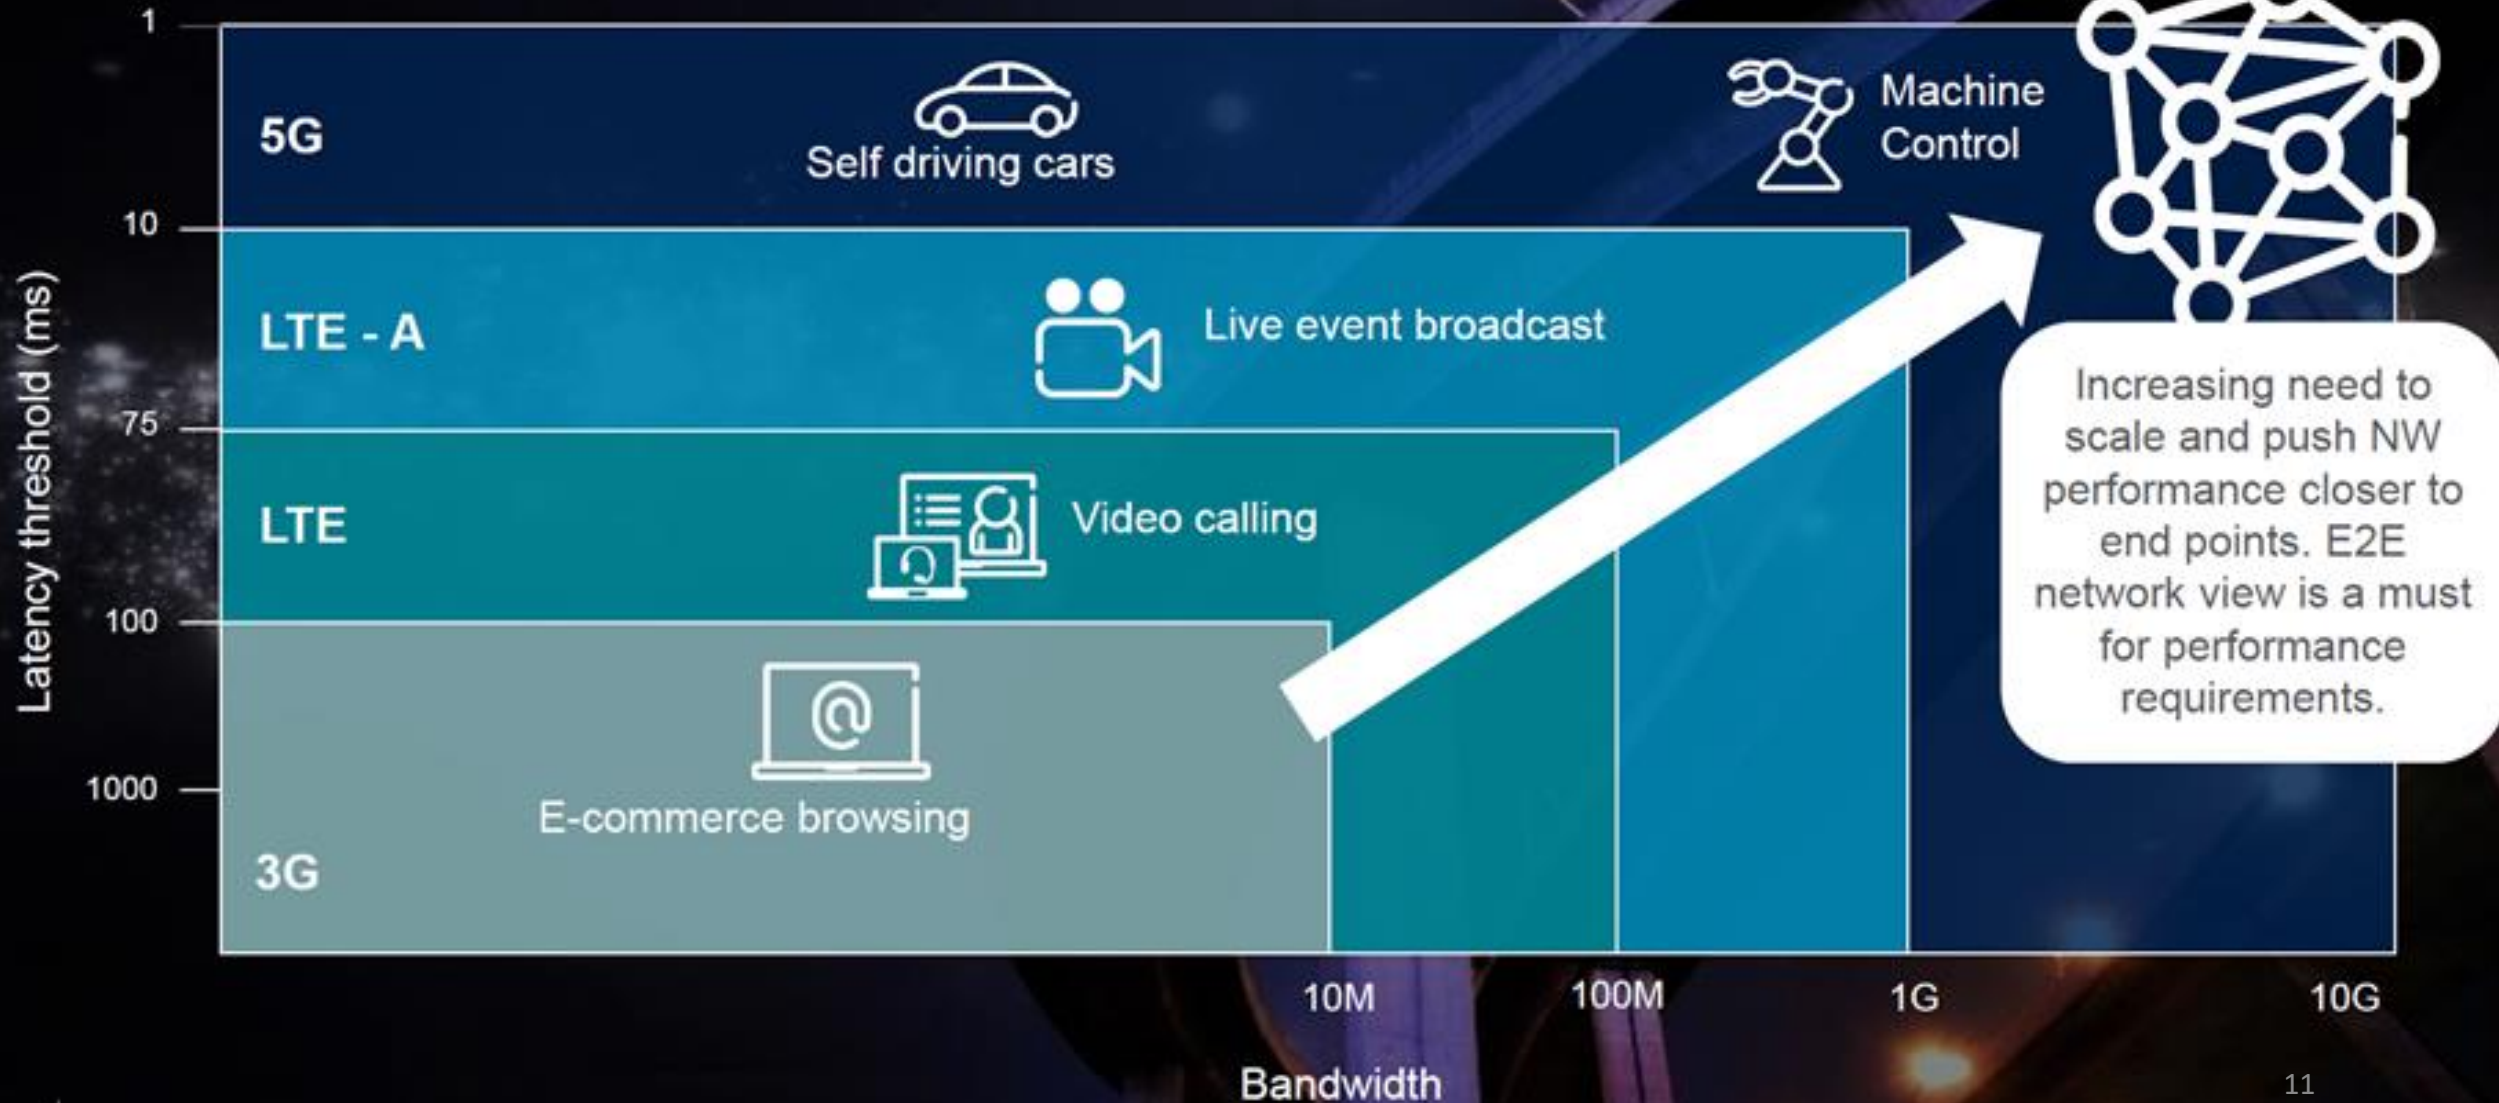 1
5G
Self driving cars
Machine
Control
10
LTE - A
Live event broadcast
Latency threshold (ms)
75
LTE
Video calling
100
E-commerce browsing
1000
3G
Increasing need to
scale and push NW
performance closer to
end points. E2E
network view is a must
for performance
requirements.
10M
100M
1G
10G
Bandwidth
11